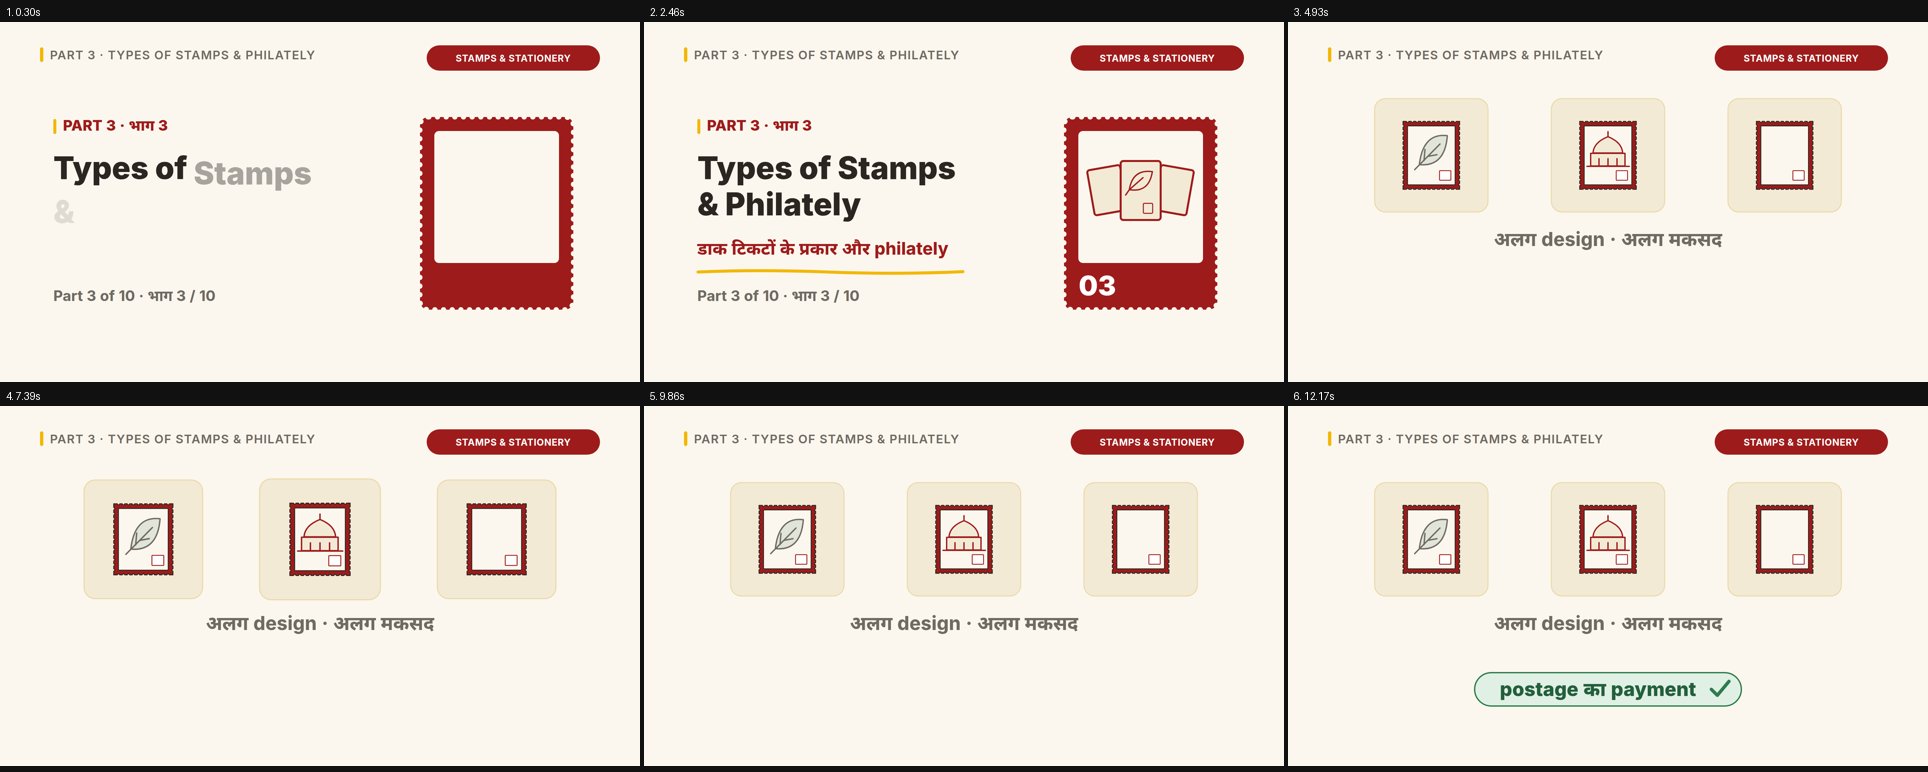 1. 0.30s
PART 3 · TYPES OF STAMPS & PHILATELY
STAMPS & STATIONERY
PART 3 · भाग 3
Types of Stamps
&
Part 3 of 10 · भाग 3 / 10
2. 2.46s
PART 3 · TYPES OF STAMPS & PHILATELY
STAMPS & STATIONERY
PART 3 · भाग 3
Types of Stamps
& Philately
डाक टिकटों के प्रकार और philately
Part 3 of 10 · भाग 3 / 10
03
3. 4.93s
PART 3 · TYPES OF STAMPS & PHILATELY
STAMPS & STATIONERY
अलग design · अलग मकसद
4. 7.39s
PART 3 · TYPES OF STAMPS & PHILATELY
STAMPS & STATIONERY
अलग design · अलग मकसद
5. 9.86s
PART 3 · TYPES OF STAMPS & PHILATELY
STAMPS & STATIONERY
अलग design · अलग मकसद
6. 12.17s
PART 3 · TYPES OF STAMPS & PHILATELY
STAMPS & STATIONERY
अलग design · अलग मकसद
postage का payment